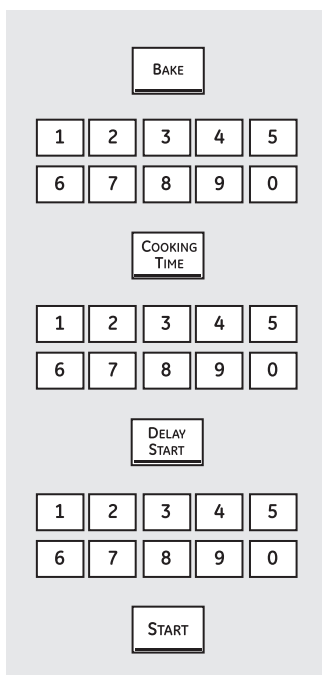 BAKE
1 2 3 4 5
6 7 8 9 0
COOKING
TIME
1 2 3 4 5
6 7 8 9 0
DELAY
START
1 2 3 4 5
6 7 8 9 0
START